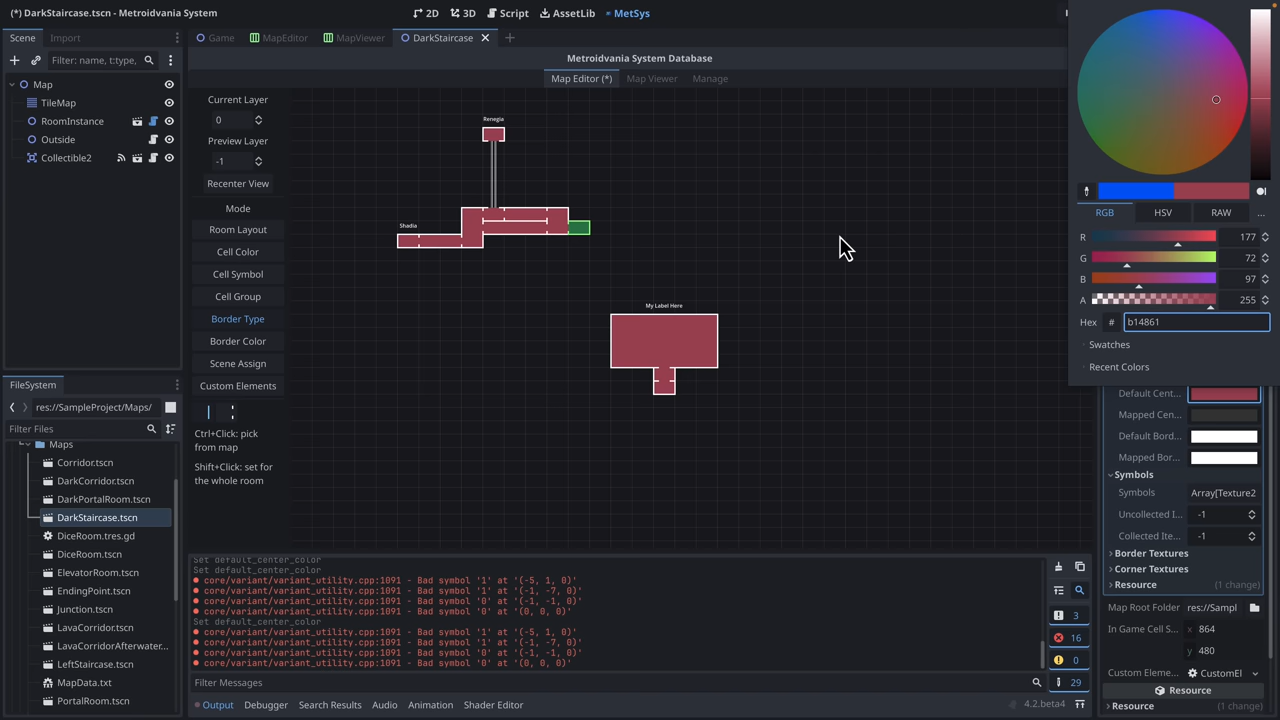 (*) DarkStaircase.tscn - Metroidvania System
2D
3D
Script
AssetLib
MetSys
Scene
Import
Game
MapEditor
MapViewer
DarkStaircase
Filter: name, t:type,
Map
TileMap
RoomInstance
Outside
Collectible2
Metroidvania System Database
Map Editor (*)
Map Viewer
Manage
Current Layer
0
Preview Layer
-1
Recenter View
Mode
Room Layout
Cell Color
Cell Symbol
Cell Group
Border Type
Border Color
Scene Assign
Custom Elements
Ctrl+Click: pick
from map
Shift+Click: set for
the whole room
Renegia
Shadia
My Label Here
FileSystem
res://SampleProject/Maps/
Filter Files
Maps
Corridor.tscn
DarkCorridor.tscn
DarkPortalRoom.tscn
DarkStaircase.tscn
DiceRoom.tres.gd
DiceRoom.tscn
ElevatorRoom.tscn
EndingPoint.tscn
Junction.tscn
LavaCorridor.tscn
LavaCorridorAfterwater...
LeftStaircase.tscn
MapData.txt
PortalRoom.tscn
Set default_center_color
Set default_center_color
core/variant/variant_utility.cpp:1091 - Bad symbol '1' at '(-5, 1, 0)'
core/variant/variant_utility.cpp:1091 - Bad symbol '1' at '(-1, -7, 0)'
core/variant/variant_utility.cpp:1091 - Bad symbol '0' at '(-1, -1, 0)'
core/variant/variant_utility.cpp:1091 - Bad symbol '0' at '(0, 0, 0)'
Set default_center_color
core/variant/variant_utility.cpp:1091 - Bad symbol '1' at '(-5, 1, 0)'
core/variant/variant_utility.cpp:1091 - Bad symbol '1' at '(-1, -7, 0)'
core/variant/variant_utility.cpp:1091 - Bad symbol '0' at '(-1, -1, 0)'
core/variant/variant_utility.cpp:1091 - Bad symbol '0' at '(0, 0, 0)'
3
16
0
29
Filter Messages
Output
Debugger
Search Results
Audio
Animation
Shader Editor
4.2.beta4
RGB
HSV
RAW
...
R
177
G
72
B
97
A
255
Hex
#
b14861
Swatches
Recent Colors
Default Cent...
Mapped Cen...
Default Bord...
Mapped Bor...
Symbols
Symbols
Array[Texture2
Uncollected I...
-1
Collected Ite...
-1
Border Textures
Corner Textures
Resource
(1 change)
Map Root Folder
res://Sampl
In Game Cell S...
x 864
y 480
Custom Eleme...
CustomEl
Resource
Resource
(1 change)